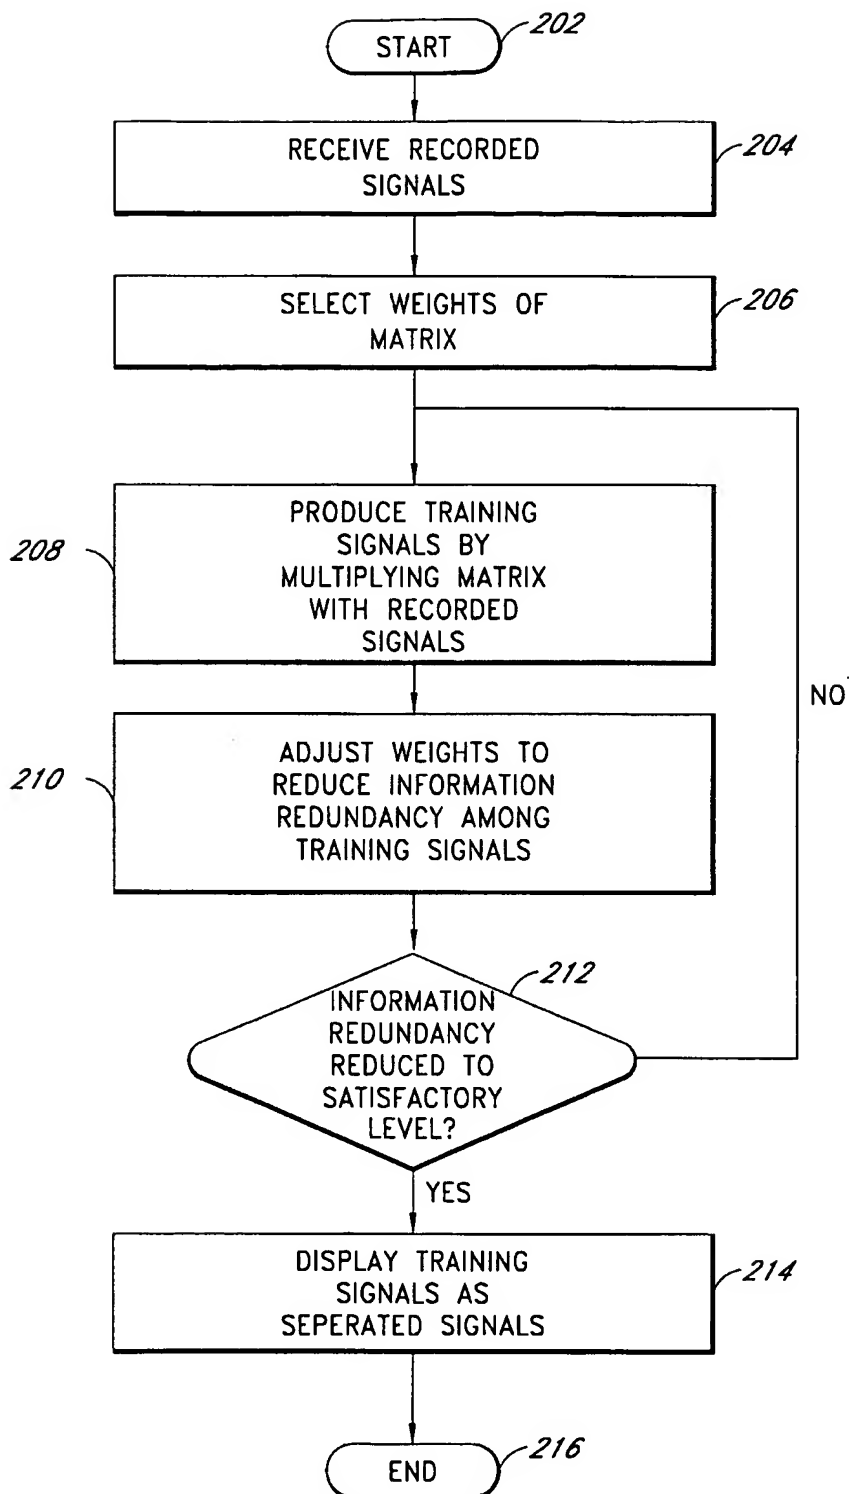 START
202
RECEIVE RECORDED
SIGNALS
204
SELECT WEIGHTS OF
MATRIX
206
PRODUCE TRAINING
SIGNALS BY
MULTIPLYING MATRIX
WITH RECORDED
SIGNALS
208
NO
ADJUST WEIGHTS TO
REDUCE INFORMATION
REDUNDANCY AMONG
TRAINING SIGNALS
210
212
INFORMATION
REDUNDANCY
REDUCED TO
SATISFACTORY
LEVEL?
YES
DISPLAY TRAINING
SIGNALS AS
SEPERATED SIGNALS
214
END
216